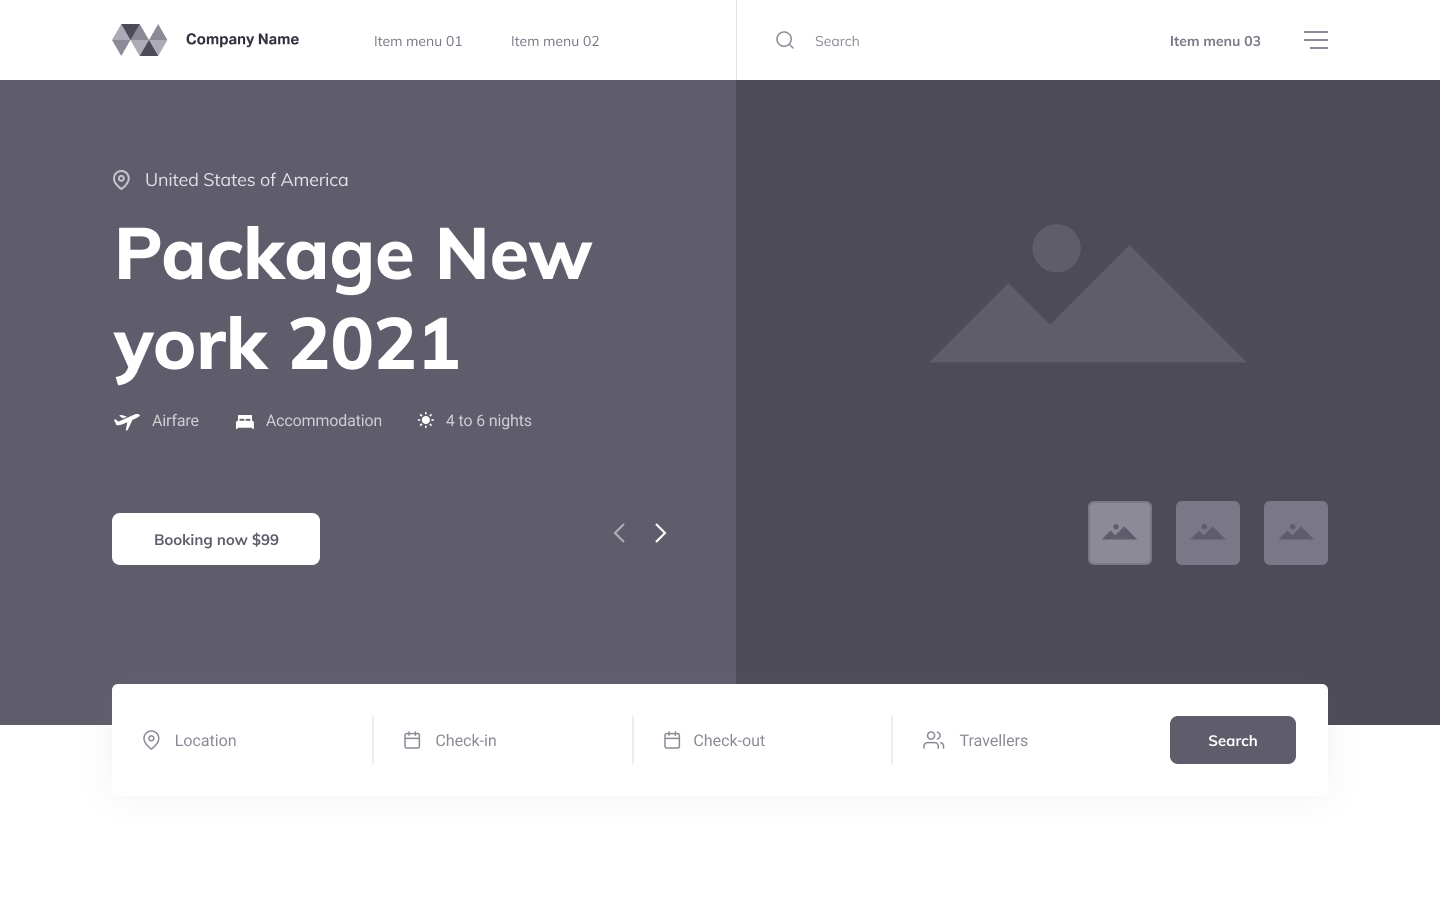 Company Name
Item menu 01
Item menu 02
Search
Item menu 03
United States of America
Package New
york 2021
Airfare
Accommodation
4 to 6 nights
Booking now $99
Location
Check-in
Check-out
Travellers
Search